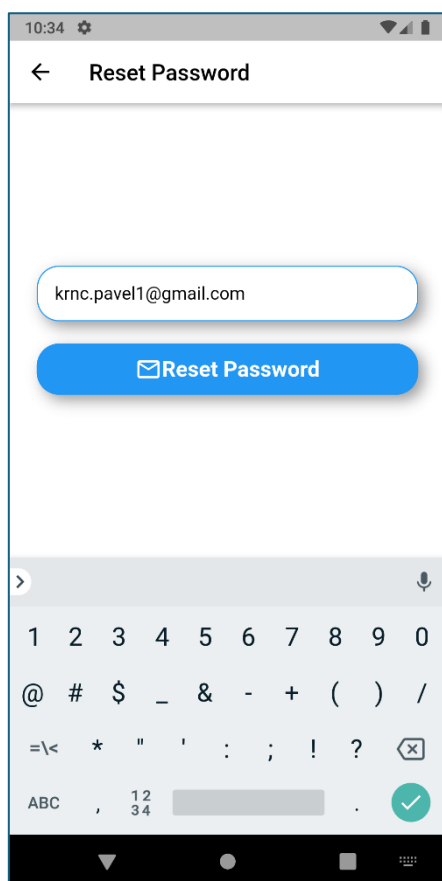 10:34
Reset Password
krnc.pavel1@gmail.com
Reset Password
1 2 3 4 5 6 7 8 9 0
@ # $ _ & - + ( ) /
=\< * " ' : ; ! ?
ABC , 12 34 .